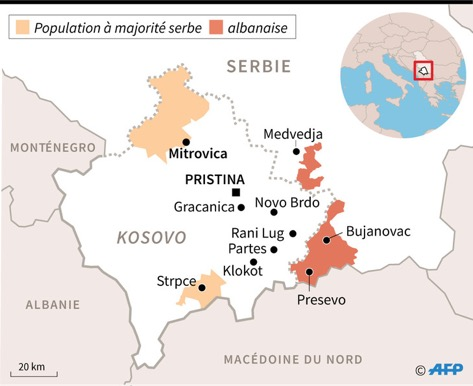 Population à majorité serbe
albanaise
SERBIE
MONTÉNEGRO
Medvedja
Mitrovica
PRISTINA
Gracanica
Novo Brdo
KOSOVO
Rani Lug
Bujanovac
Partes
Klokot
Strpce
Presevo
ALBANIE
MACÉDOINE DU NORD
20 km
© AFP